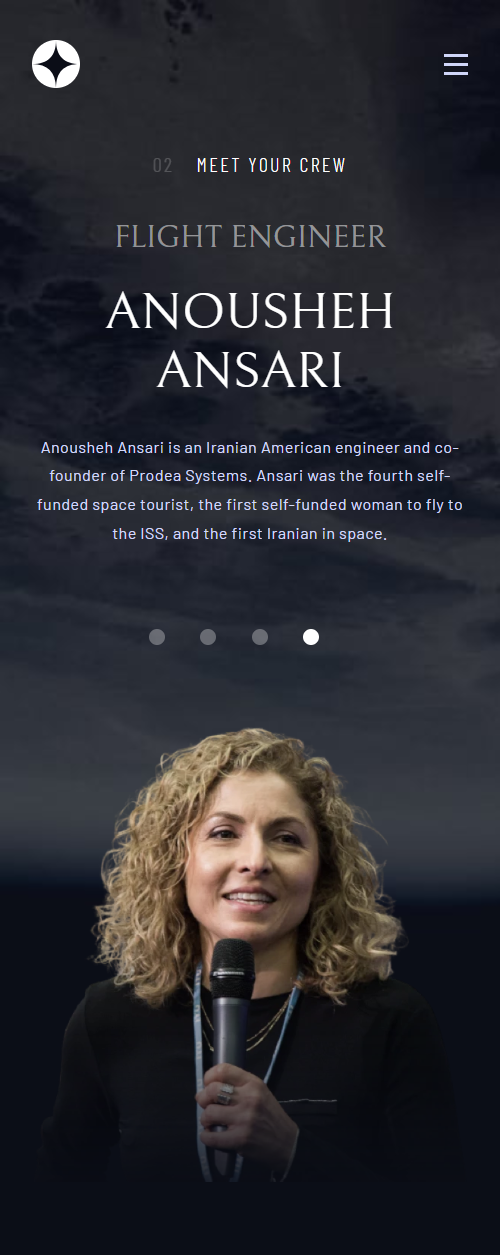 02 MEET YOUR CREW
FLIGHT ENGINEER
ANOUSHEH
ANSARI
Anousheh Ansari is an Iranian American engineer and co-
founder of Prodea Systems. Ansari was the fourth self-
funded space tourist, the first self-funded woman to fly to
the ISS, and the first Iranian in space.